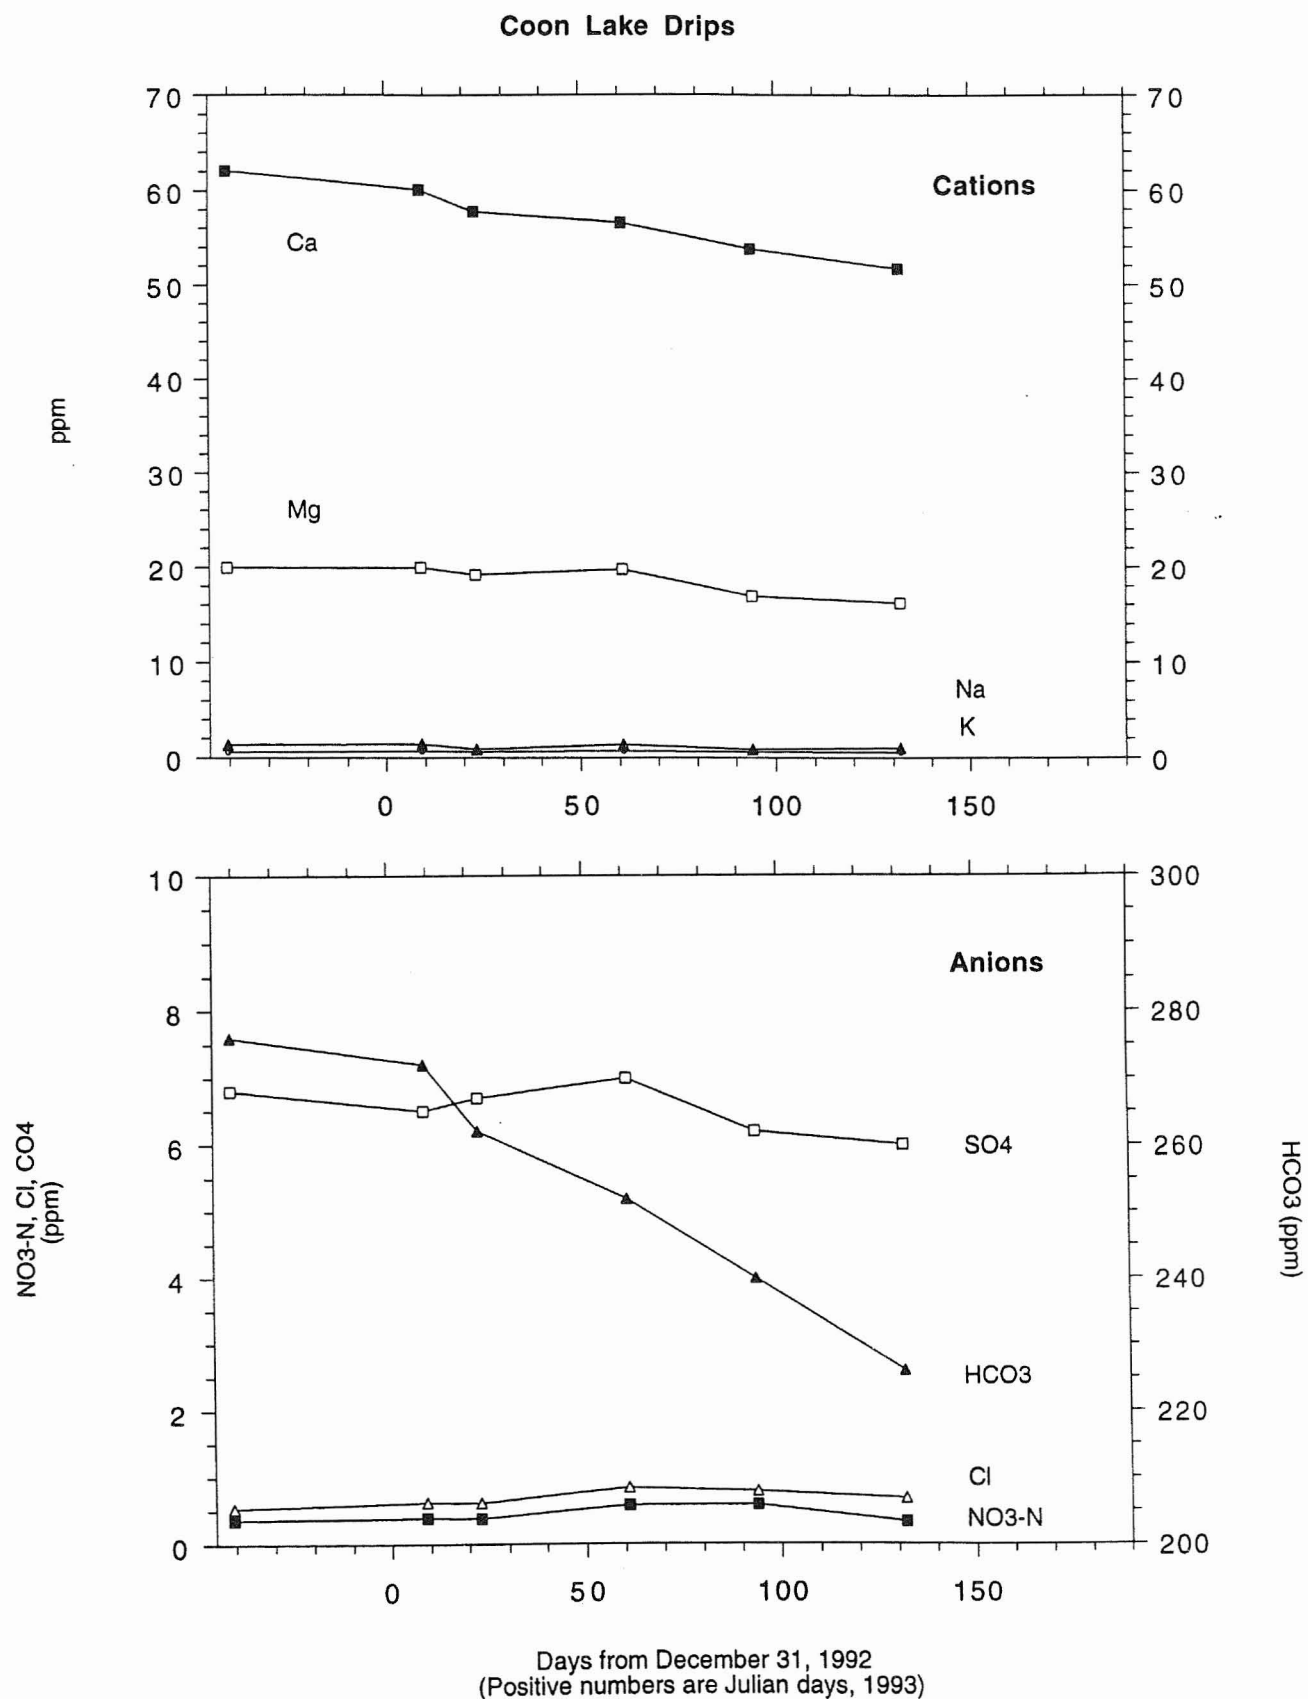 Coon Lake Drips
70 70
Cations
60 60
Ca
50 50
40 40
ppm
30 30
Mg
20 20
10 10
Na
K
0 0
0 50 100 150
10 300
Anions
8 280
NO3-N, Cl, CO4
(ppm)
6 SO4 260
HCO3 (ppm)
4 240
HCO3
2 220
Cl
NO3-N
0 200
0 50 100 150
Days from December 31, 1992
(Positive numbers are Julian days, 1993)